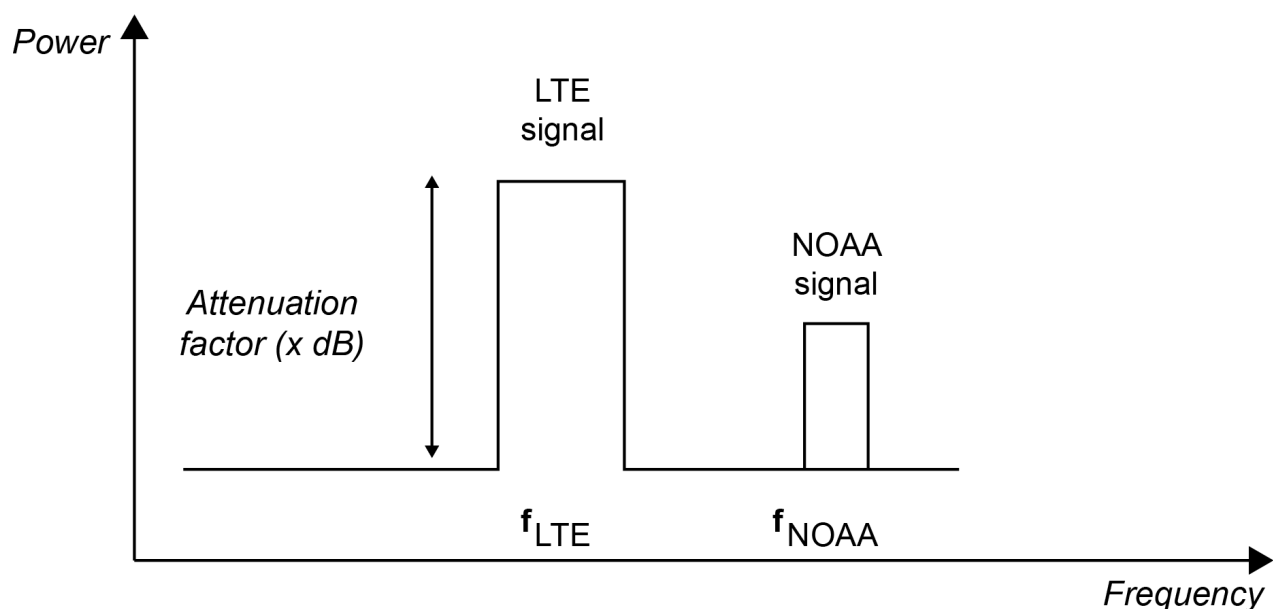 Power
LTE
signal
NOAA
signal
Attenuation
factor (x dB)
fLTE
fNOAA
Frequency